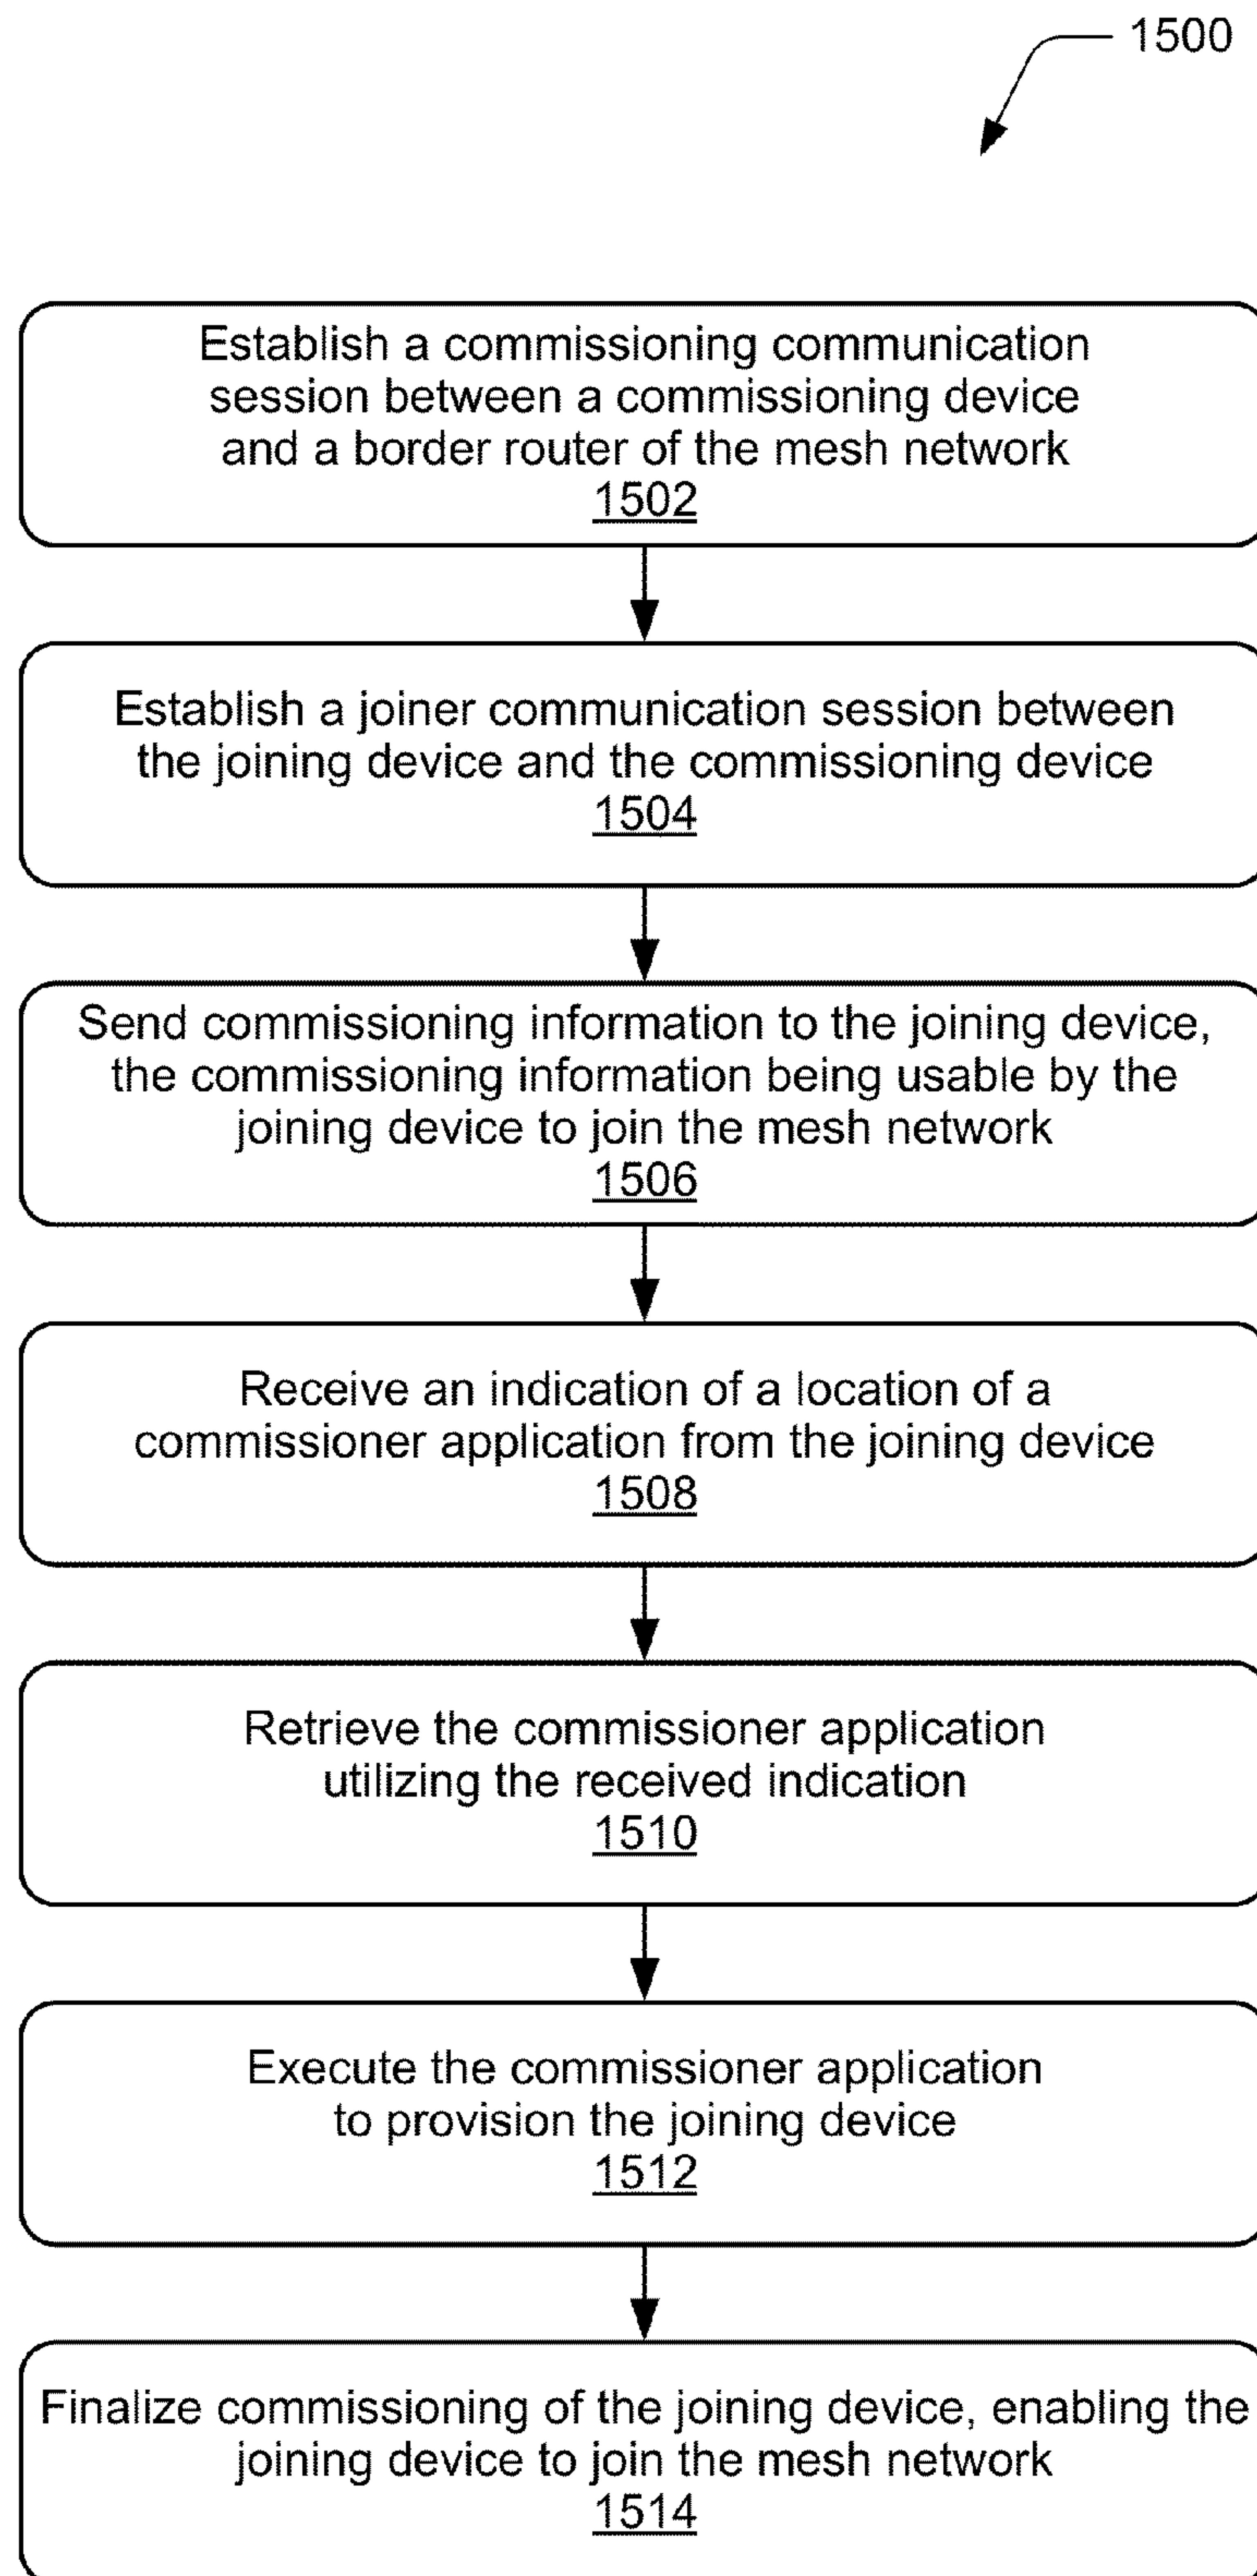 1500
Establish a commissioning communication
session between a commissioning device
and a border router of the mesh network
1502
Establish a joiner communication session between
the joining device and the commissioning device
1504
Send commissioning information to the joining device,
the commissioning information being usable by the
joining device to join the mesh network
1506
Receive an indication of a location of a
commissioner application from the joining device
1508
Retrieve the commissioner application
utilizing the received indication
1510
Execute the commissioner application
to provision the joining device
1512
Finalize commissioning of the joining device, enabling the
joining device to join the mesh network
1514